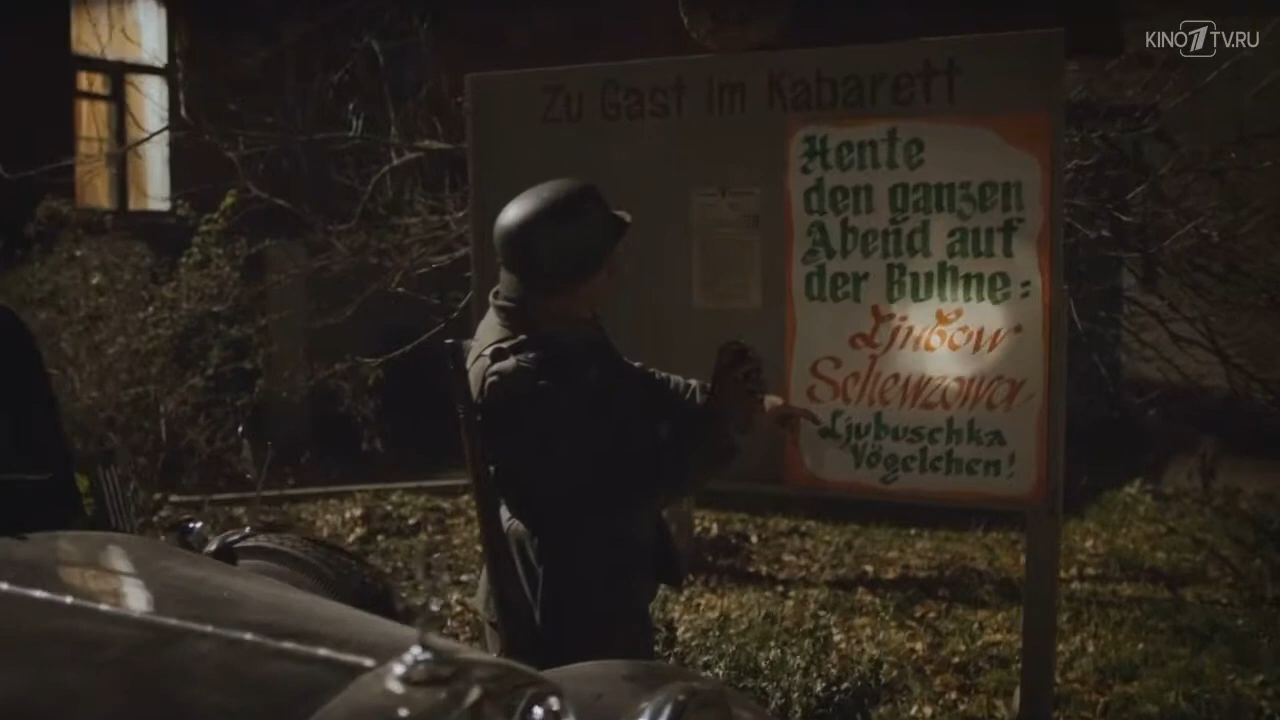 KINO1TV.RU
Zu Gast im Kabarett
Hente
den ganzen
Abend auf
der Buhne:
Ljubow
Schewzowa
Ljubuschka
Vögelchen!